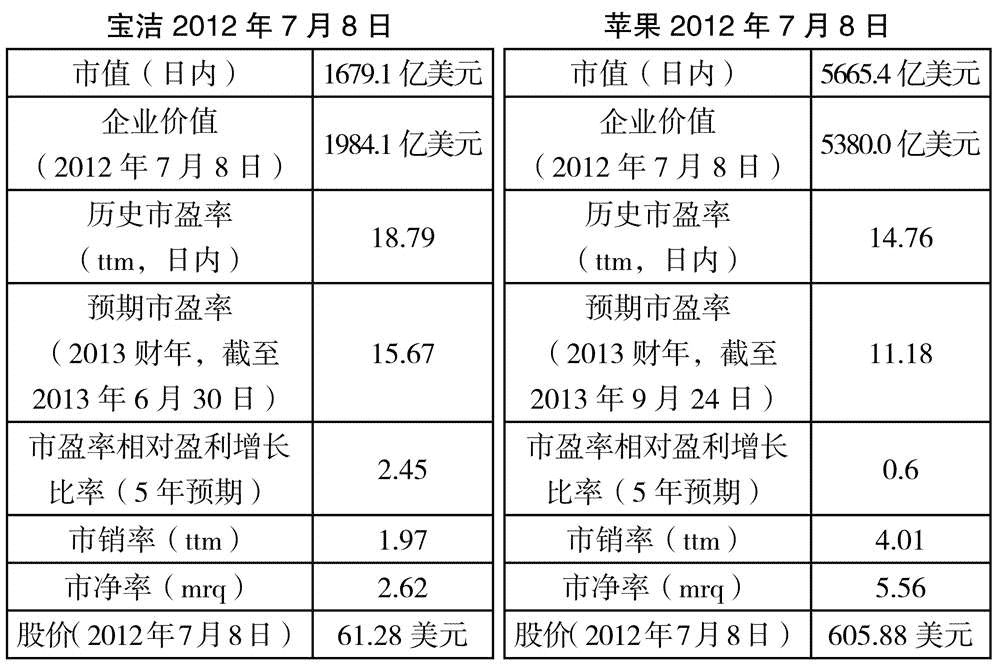 宝洁 2012 年 7 月 8 日
市值（日内）
1679.1 亿美元
企业价值
（2012 年 7 月 8 日）
1984.1 亿美元
历史市盈率
（ttm，日内）
18.79
预期市盈率
（2013 财年，截至
2013 年 6 月 30 日）
15.67
市盈率相对盈利增长
比率（5 年预期）
2.45
市销率（ttm）
1.97
市净率（mrq）
2.62
股价（2012年7月8日）
61.28 美元
苹果 2012 年 7 月 8 日
市值（日内）
5665.4 亿美元
企业价值
（2012 年 7 月 8 日）
5380.0 亿美元
历史市盈率
（ttm，日内）
14.76
预期市盈率
（2013 财年，截至
2013 年 9 月 24 日）
11.18
市盈率相对盈利增长
比率（5 年预期）
0.6
市销率（ttm）
4.01
市净率（mrq）
5.56
股价（2012年7月8日）
605.88 美元